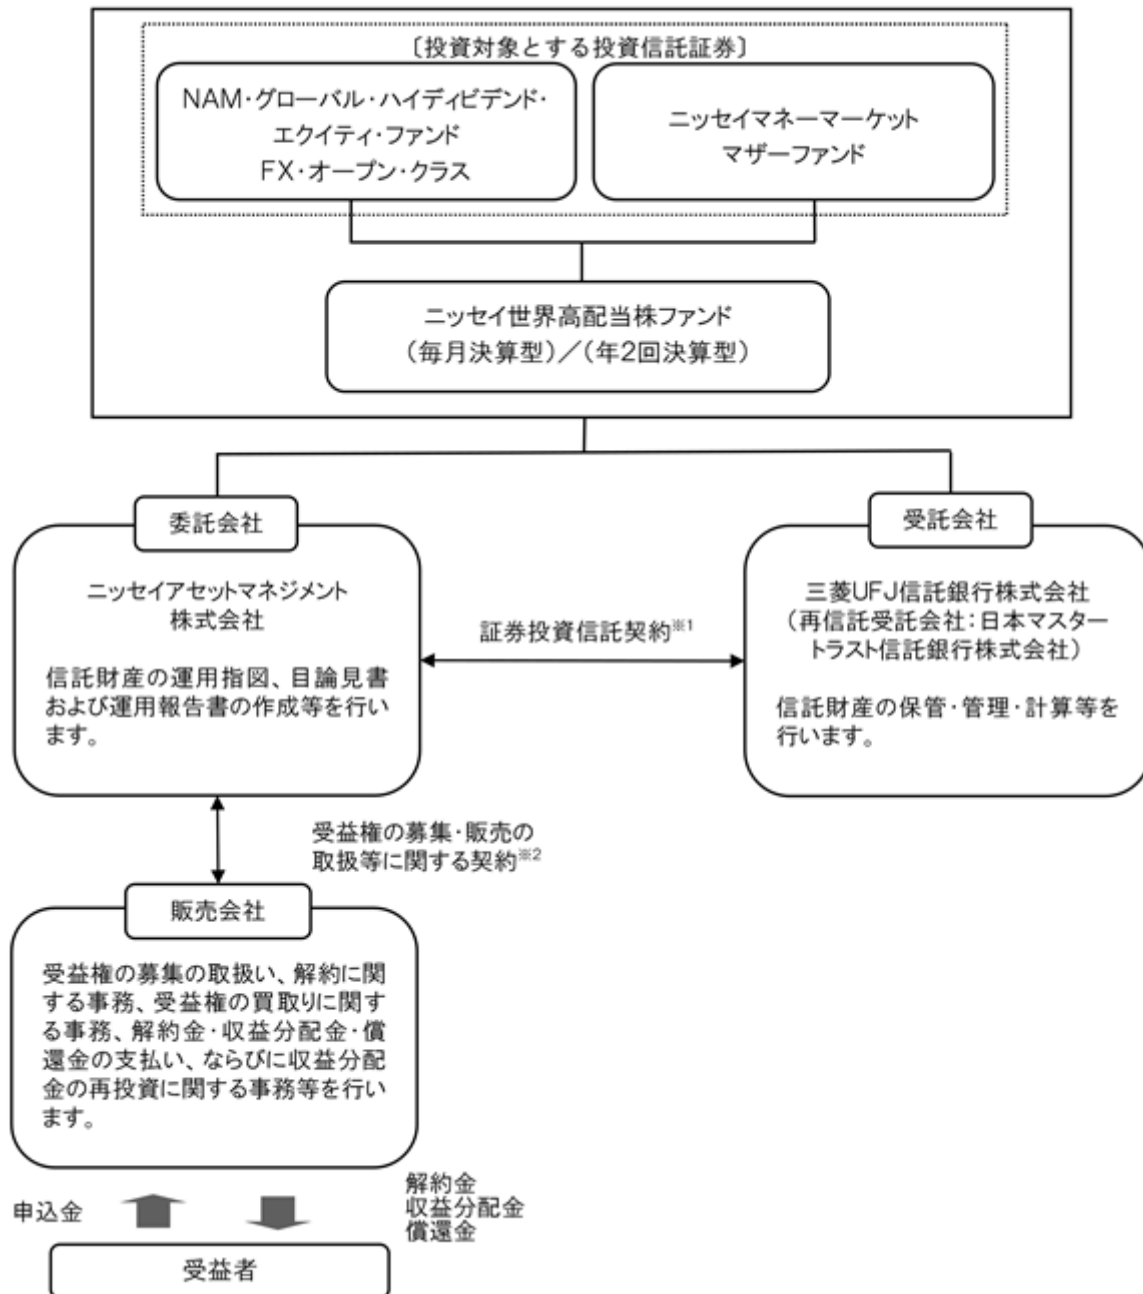 〔投資対象とする投資信託証券〕
NAM・グローバル・ハイディビデンド・
エクイティ・ファンド
FX・オープン・クラス
ニッセイマネーマーケット
マザーファンド
ニッセイ世界高配当株ファンド
（毎月決算型）／（年2回決算型）
委託会社
ニッセイアセットマネジメント
株式会社
信託財産の運用指図、目論見書
および運用報告書の作成等を行い
ます。
証券投資信託契約※1
受託会社
三菱UFJ信託銀行株式会社
（再信託受託会社：日本マスター
トラスト信託銀行株式会社）
信託財産の保管・管理・計算等を
行います。
受益権の募集・販売の
取扱等に関する契約※2
販売会社
受益権の募集の取扱い、解約に関
する事務、受益権の買取りに関す
る事務、解約金・収益分配金・償
還金の支払い、ならびに収益分配
金の再投資に関する事務等を行い
ます。
申込金
解約金
収益分配金
償還金
受益者